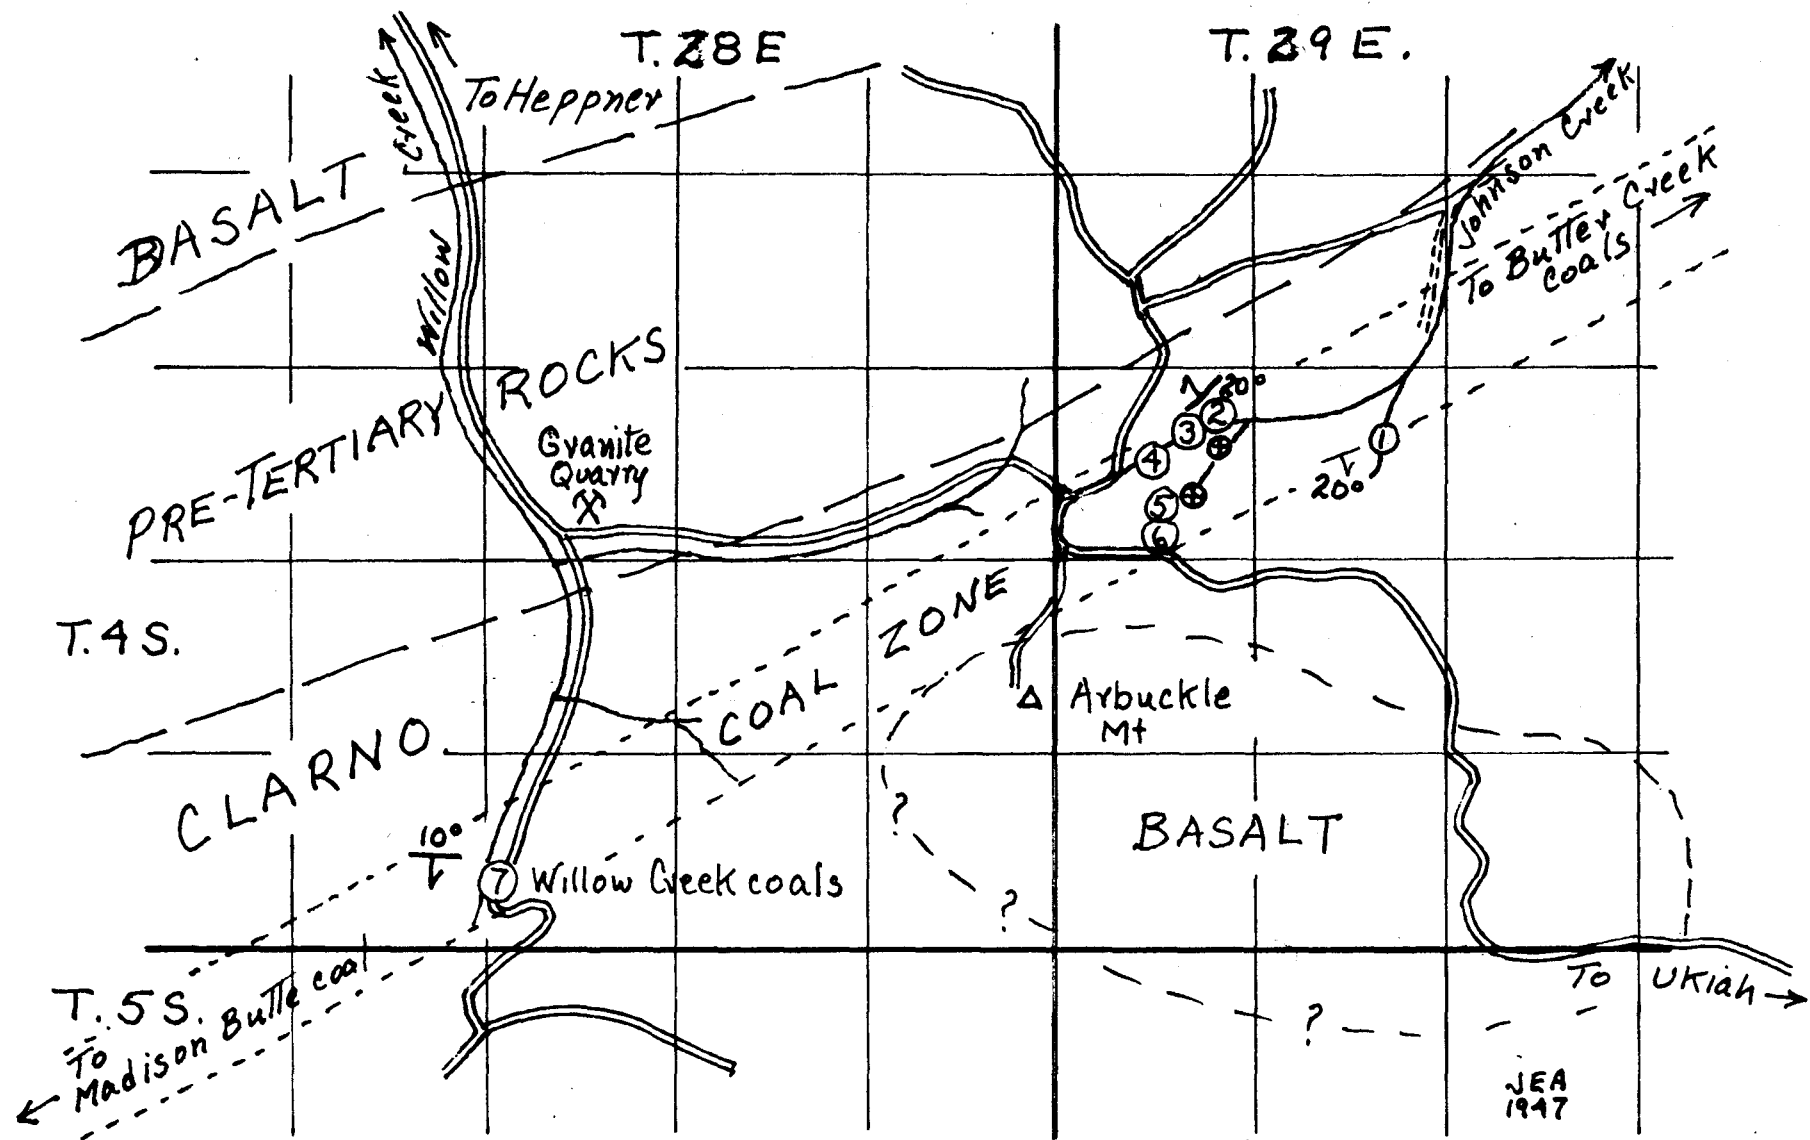 T. 28 E
T. 29 E.
To Heppner
Creek
Willow
Johnson Creek
To Butter Creek
coals
BASALT
PRE-TERTIARY ROCKS
Granite
Quarry
20°
2
3
4
1
20°
5
6
T. 4 S.
COAL ZONE
CLARNO
Arbuckle
Mt
?
BASALT
10°
7
Willow Creek coals
?
T. 5 S.
To
Madison Butte coal
To Ukiah
?
JEA
1947